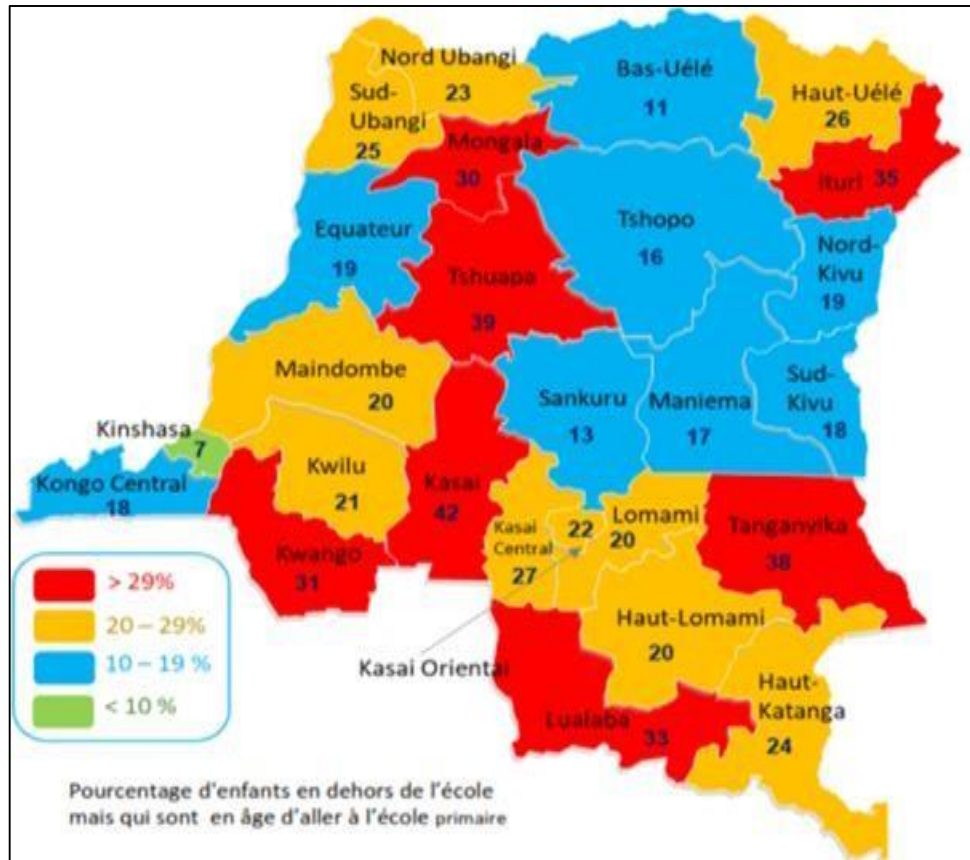 Nord Ubangi
23
Bas-Uélé
11
Haut-Uélé
26
Sud-
Ubangi
25
Mongala
30
Ituri 35
Equateur
19
Tshopo
16
Nord-
Kivu
19
Tshuapa
39
Maindombe
20
Sankuru
13
Maniema
17
Sud-
Kivu
18
Kinshasa
7
Kongo Central
18
Kwilu
21
Kasai
42
Kasai
Central
27
22
Lomami
20
Tanganyika
38
Kwango
31
> 29%
20 – 29%
10 – 19 %
< 10 %
Kasai Oriental
Haut-Lomami
20
Haut-
Katanga
24
Lualaba
33
Pourcentage d'enfants en dehors de l'école
mais qui sont en âge d'aller à l'école primaire